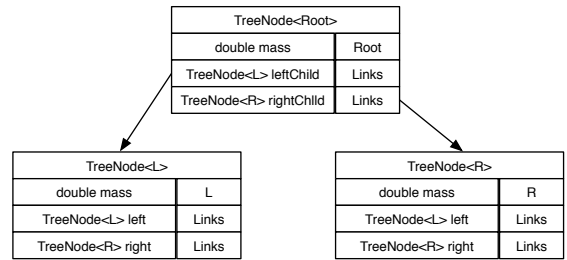 TreeNode<Root>
double mass Root
TreeNode<L> leftChild Links
TreeNode<R> rightChlld Links
TreeNode<L>
double mass L
TreeNode<L> left Links
TreeNode<R> right Links
TreeNode<R>
double mass R
TreeNode<L> left Links
TreeNode<R> right Links